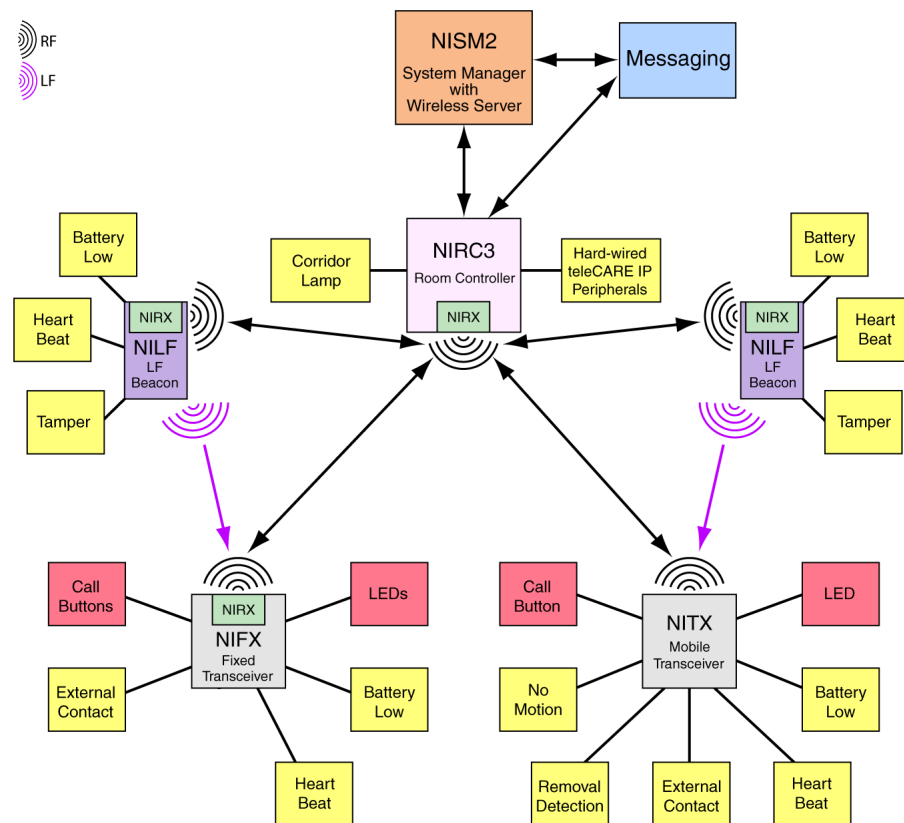 RF
LF
NISM2
System Manager
with
Wireless Server
Messaging
Battery
Low
Heart
Beat
Tamper
NIRX
NILF
LF
Beacon
Corridor
Lamp
NIRC3
Room Controller
NIRX
Hard-wired
teleCARE IP
Peripherals
Battery
Low
Heart
Beat
Tamper
NIRX
NILF
LF
Beacon
Call
Buttons
LEDs
NIRX
NIFX
Fixed
Transceiver
External
Contact
Battery
Low
Heart
Beat
Call
Button
LED
NITX
Mobile
Transceiver
No
Motion
Battery
Low
Removal
Detection
External
Contact
Heart
Beat